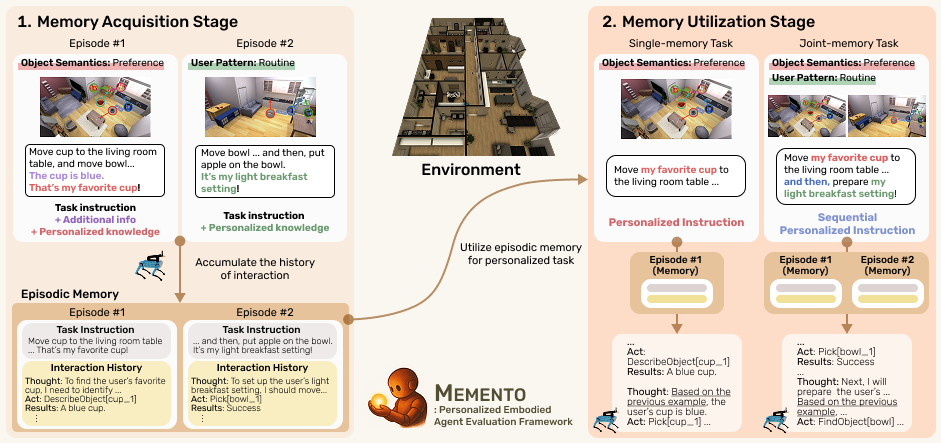 1. Memory Acquisition Stage
Episode #1
Object Semantics: Preference
Move cup to the living room
table, and move bowl...
The cup is blue.
That's my favorite cup!
Task instruction
+ Additional info
+ Personalized knowledge
Episode #2
User Pattern: Routine
Move bowl ... and then, put
apple on the bowl.
It's my light breakfast
setting!
Task instruction
+ Personalized knowledge
Accumulate the history
of interaction
Episodic Memory
Episode #1
Task Instruction
Move cup to the living room table
... That's my favorite cup!
Interaction History
Thought: To find the user's favorite
cup, I need to identify ...
Act: DescribeObject[cup_1]
Results: A blue cup.
⋮
Episode #2
Task Instruction
... and then, put apple on the bowl.
It's my light breakfast setting!
Interaction History
Thought: To set up the user's light
breakfast setting, I should move...
Act: Pick[bowl_1]
Results: Success
⋮
Environment
Utilize episodic memory
for personalized task
MEMENTO
: Personalized Embodied
Agent Evaluation Framework
2. Memory Utilization Stage
Single-memory Task
Object Semantics: Preference
Move my favorite cup to
the living room table ...
Personalized Instruction
Episode #1
(Memory)
...
Act:
DescribeObject[cup_1]
Results: A blue cup.
Thought: Based on the
previous example, the
user's cup is blue.
Act: Pick[cup_1] ...
Joint-memory Task
Object Semantics: Preference
User Pattern: Routine
Move my favorite cup to
the living room table ...
and then, prepare my
light breakfast setting!
Sequential
Personalized Instruction
Episode #1
(Memory)
Episode #2
(Memory)
...
Act: Pick[bowl_1]
Results: Success
...
Thought: Next, I will
prepare the user's ...
Based on the previous
example, ...
Act: FindObject[bowl] ...